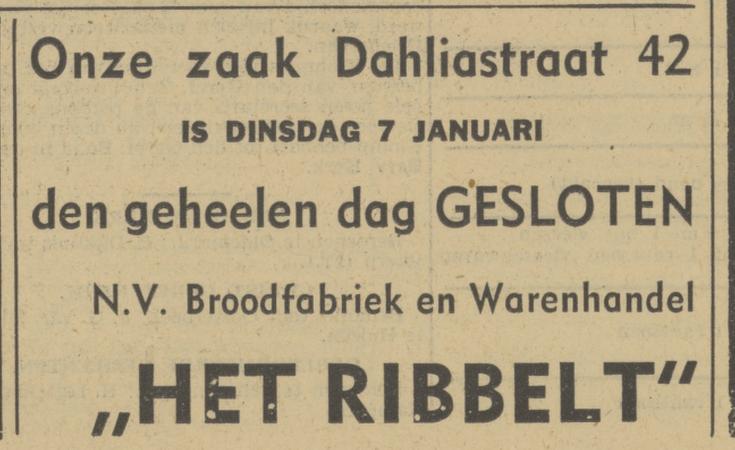 Onze zaak Dahliastraat 42
IS DINSDAG 7 JANUARI
den geheelen dag GESLOTEN
N.V. Broodfabriek en Warenhandel
„HET RIBBELT”